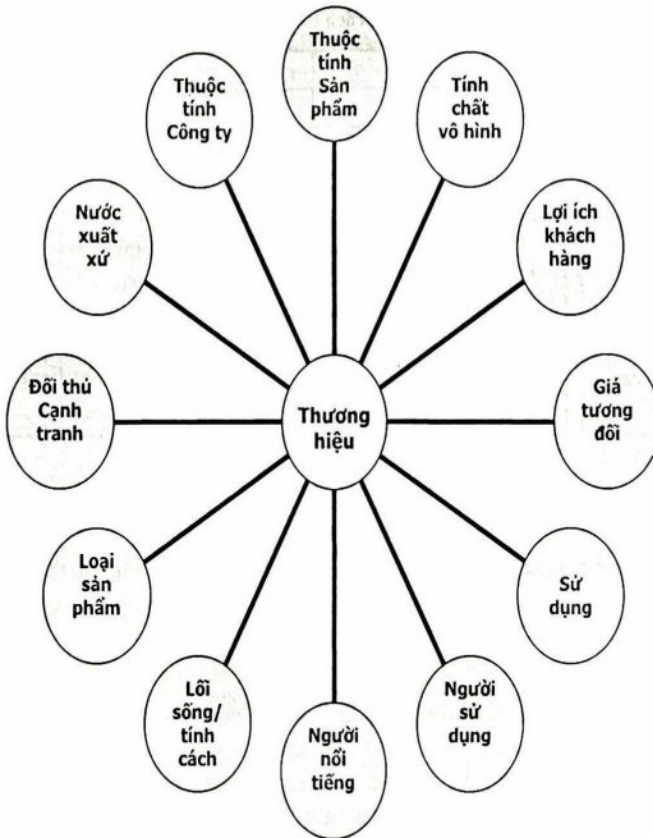 Thuộc
tính
Sản
phẩm
Tính
chất
vô hình
Lợi ích
khách
hàng
Giá
tương
đối
Sử
dụng
Người
sử
dụng
Người
nổi
tiếng
Lối
sống/
tính
cách
Loại
sản
phẩm
Đối thủ
Cạnh
tranh
Nước
xuất
xứ
Thuộc
tính
Công ty
Thương
hiệu